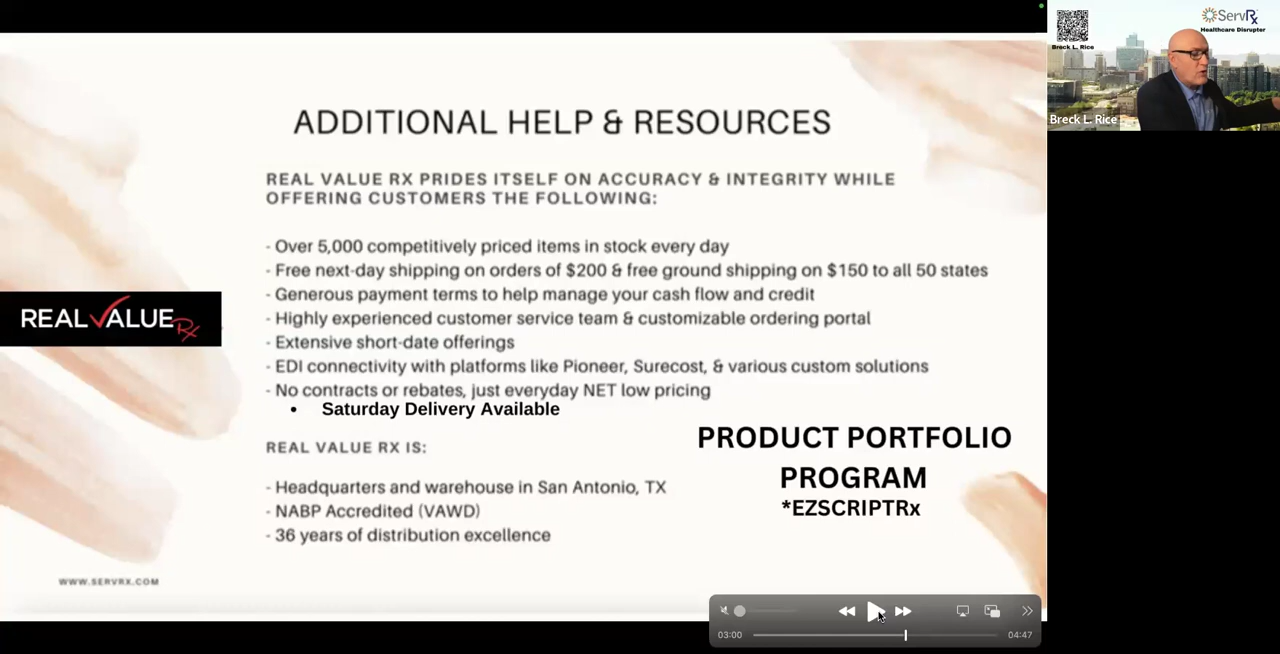 ADDITIONAL HELP & RESOURCES
REAL VALUE RX PRIDES ITSELF ON ACCURACY & INTEGRITY WHILE
OFFERING CUSTOMERS THE FOLLOWING:
- Over 5,000 competitively priced items in stock every day
- Free next-day shipping on orders of $200 & free ground shipping on $150 to all 50 states
- Generous payment terms to help manage your cash flow and credit
- Highly experienced customer service team & customizable ordering portal
- Extensive short-date offerings
- EDI connectivity with platforms like Pioneer, Surecost, & various custom solutions
- No contracts or rebates, just everyday NET low pricing
• Saturday Delivery Available
REAL VALUE RX IS:
- Headquarters and warehouse in San Antonio, TX
- NABP Accredited (VAWD)
- 36 years of distribution excellence
REAL VALUE Rx
PRODUCT PORTFOLIO
PROGRAM
*EZSCRIPTRx
WWW.SERVRX.COM
03:00
04:47
ServRx
Healthcare Disrupter
Breck L. Rice
Breck L. Rice